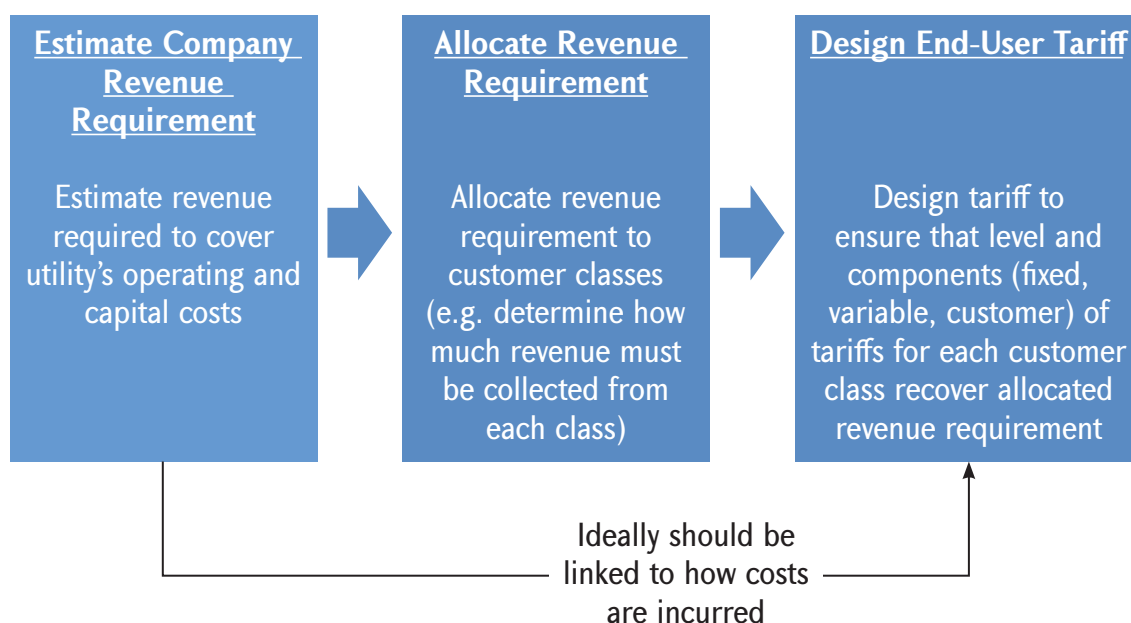 Estimate Company
Revenue
Requirement
Estimate revenue
required to cover
utility's operating and
capital costs
Allocate Revenue
Requirement
Allocate revenue
requirement to
customer classes
(e.g. determine how
much revenue must
be collected from
each class)
Design End-User Tariff
Design tariff to
ensure that level and
components (fixed,
variable, customer) of
tariffs for each customer
class recover allocated
revenue requirement
Ideally should be
linked to how costs
are incurred